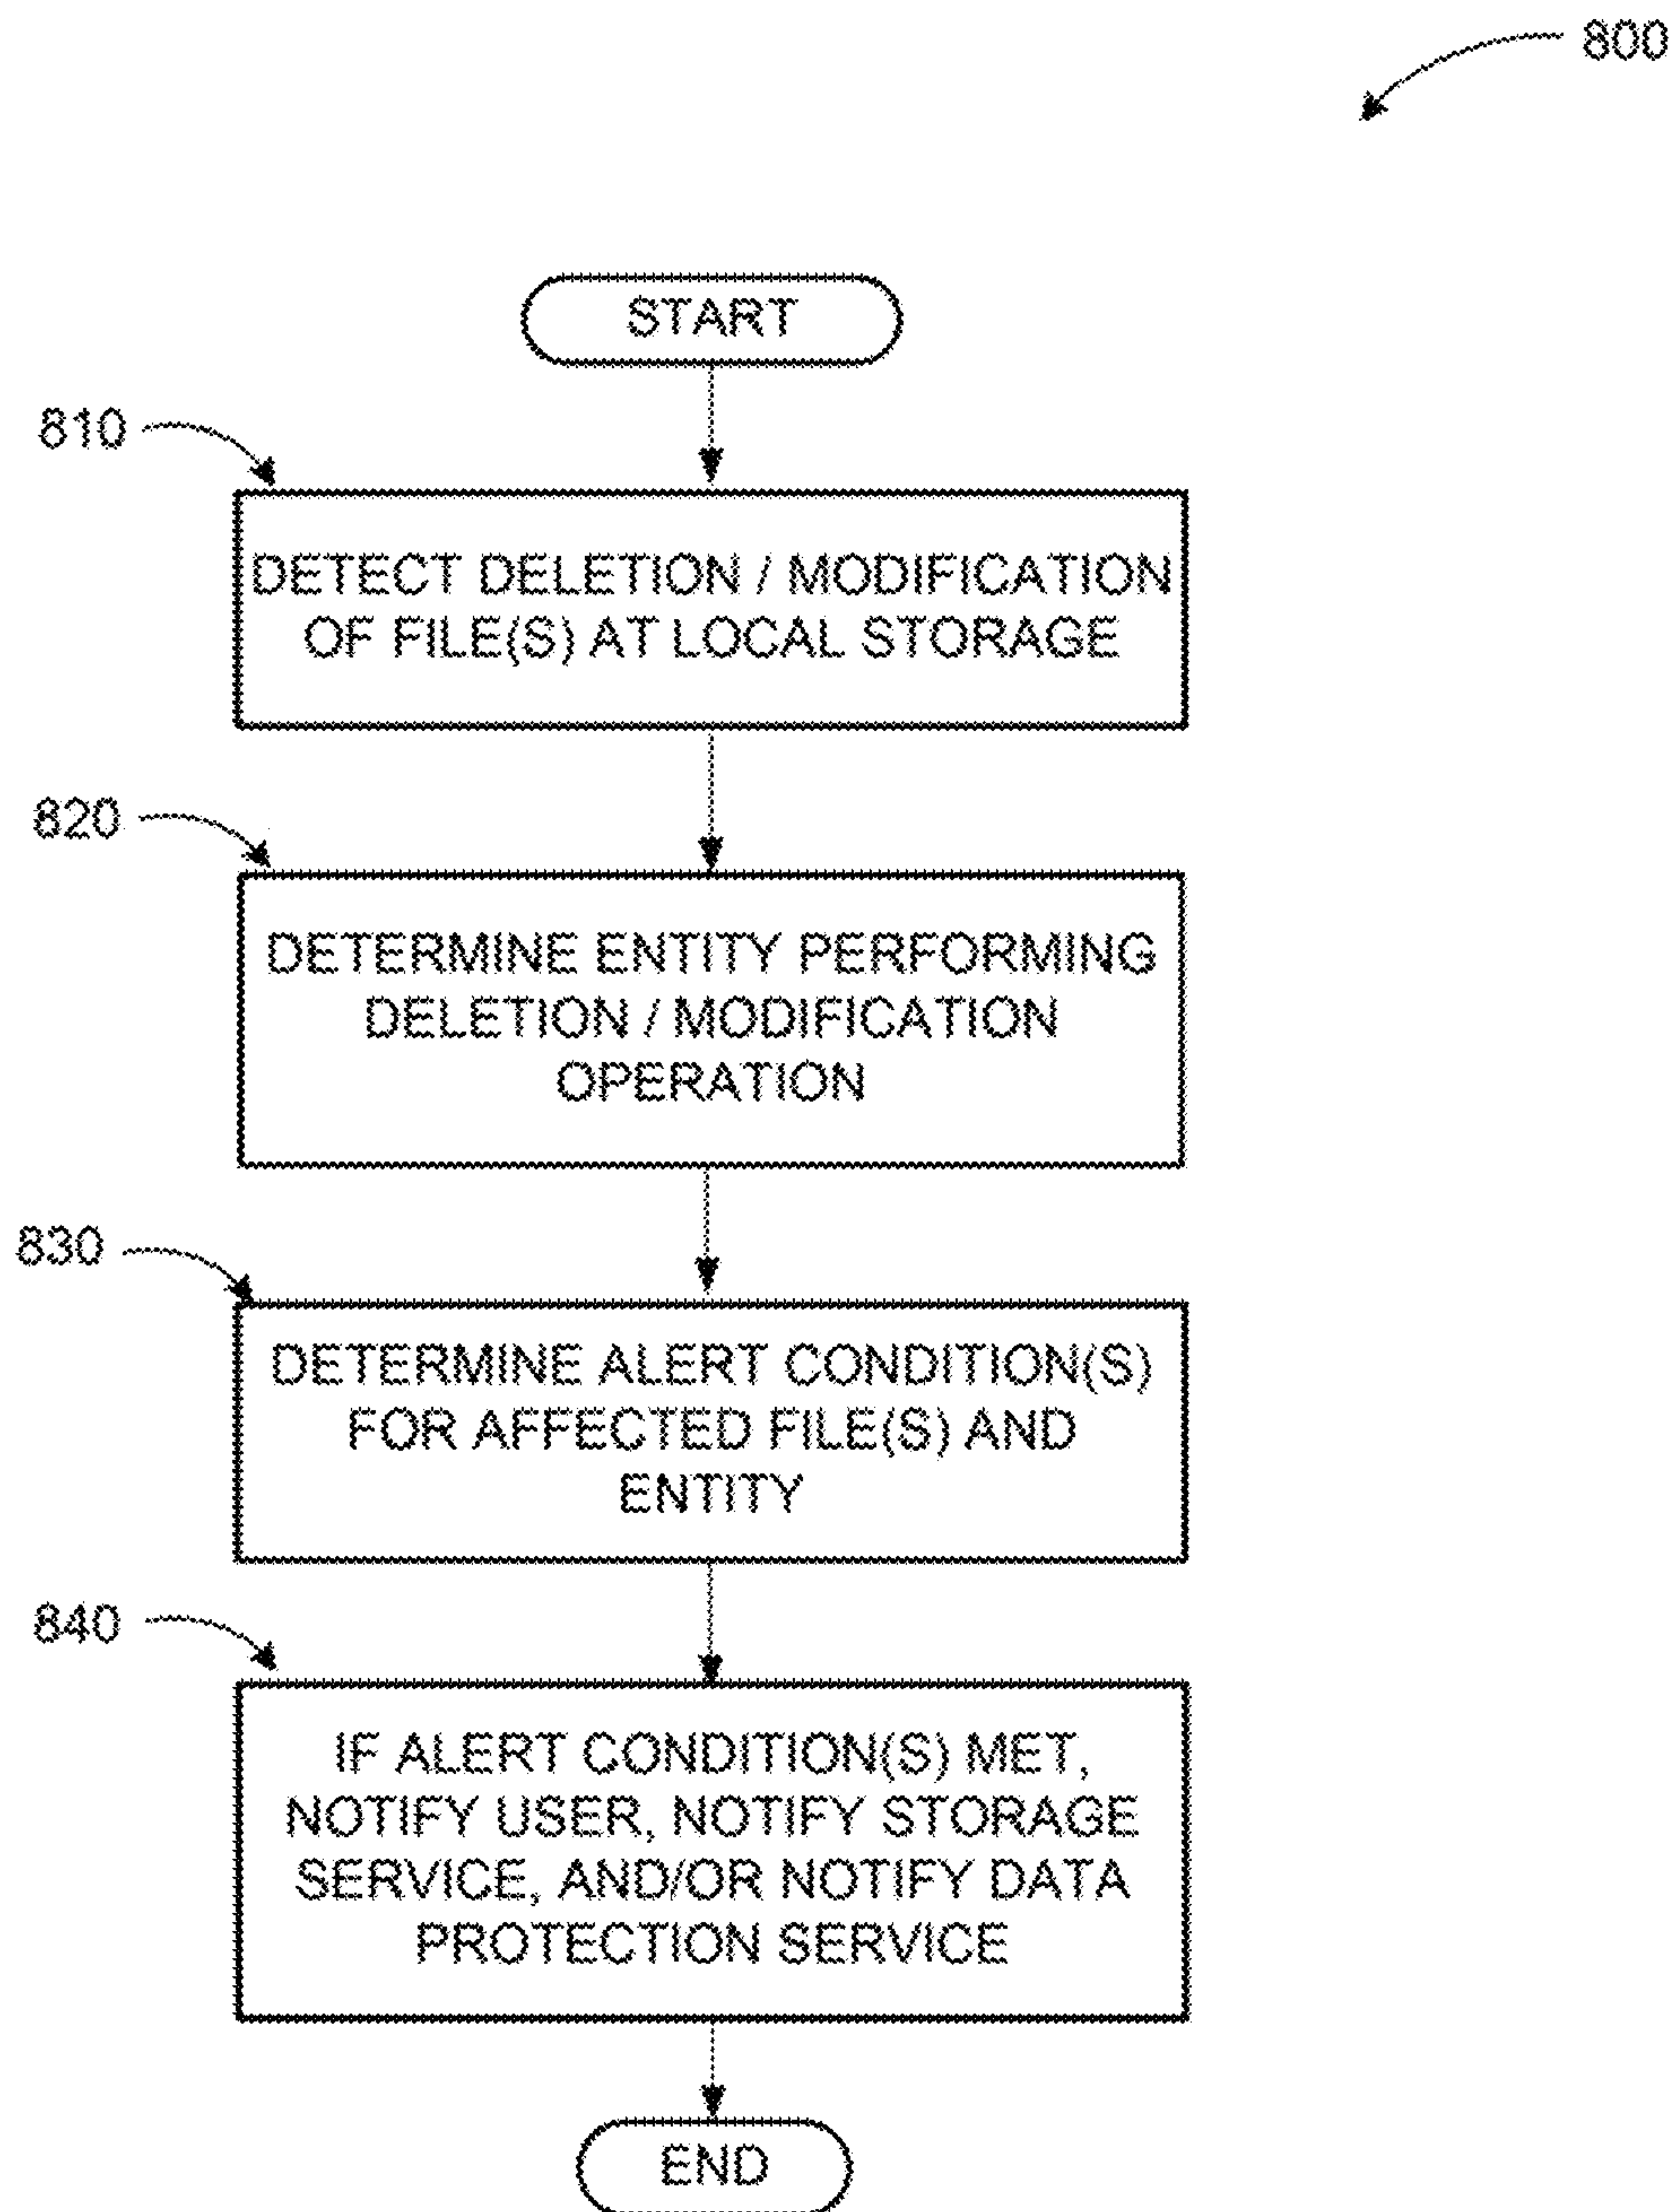 800
START
810
DETECT DELETION / MODIFICATION
OF FILE(S) AT LOCAL STORAGE
820
DETERMINE ENTITY PERFORMING
DELETION / MODIFICATION
OPERATION
830
DETERMINE ALERT CONDITION(S)
FOR AFFECTED FILE(S) AND
ENTITY
840
IF ALERT CONDITION(S) MET,
NOTIFY USER, NOTIFY STORAGE
SERVICE, AND/OR NOTIFY DATA
PROTECTION SERVICE
END